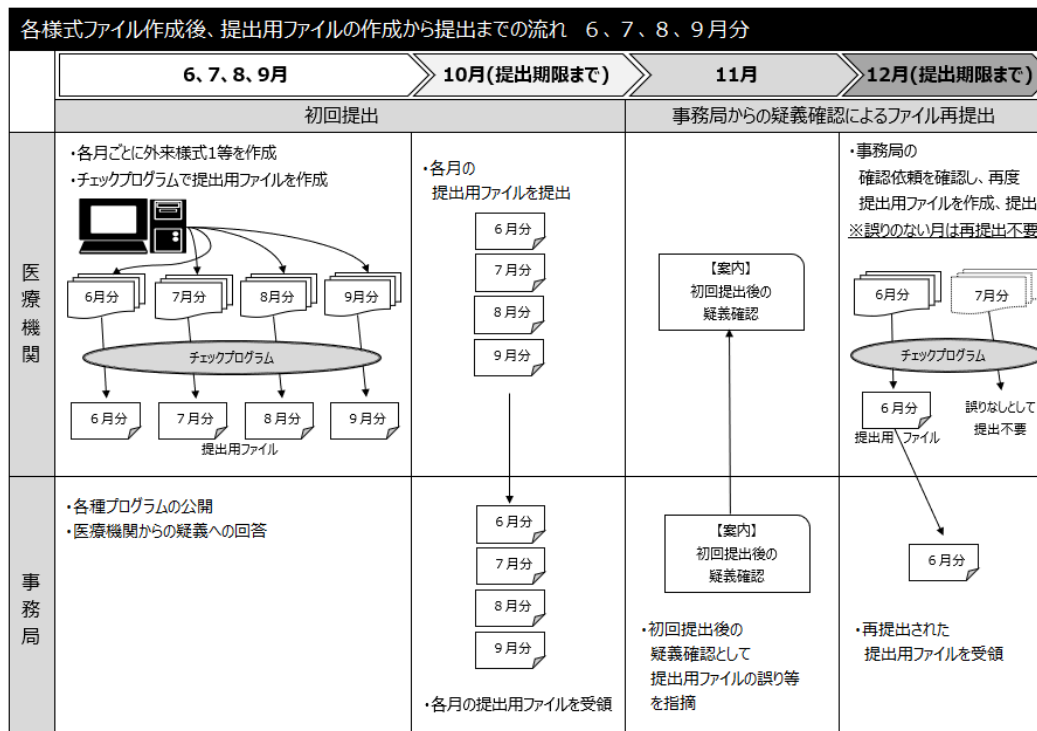 各様式ファイル作成後、提出用ファイルの作成から提出までの流れ 6、7、8、9月分
6、7、8、9月
10月(提出期限まで)
11月
12月(提出期限まで)
初回提出
事務局からの疑義確認によるファイル再提出
医療機関
・各月ごとに外来様式1等を作成
・チェックプログラムで提出用ファイルを作成
6月分
7月分
8月分
9月分
チェックプログラム
6月分
7月分
8月分
9月分
提出用ファイル
・各月の
提出用ファイルを提出
6月分
7月分
8月分
9月分
【案内】
初回提出後の
疑義確認
・事務局の
確認依頼を確認し、再度
提出用ファイルを作成、提出
※誤りのない月は再提出不要
6月分
7月分
チェックプログラム
6月分
提出用 ファイル
誤りなしとして
提出不要
事務局
・各種プログラムの公開
・医療機関からの疑義への回答
6月分
7月分
8月分
9月分
・各月の提出用ファイルを受領
【案内】
初回提出後の
疑義確認
・初回提出後の
疑義確認として
提出用ファイルの誤り等
を指摘
6月分
・再提出された
提出用ファイルを受領